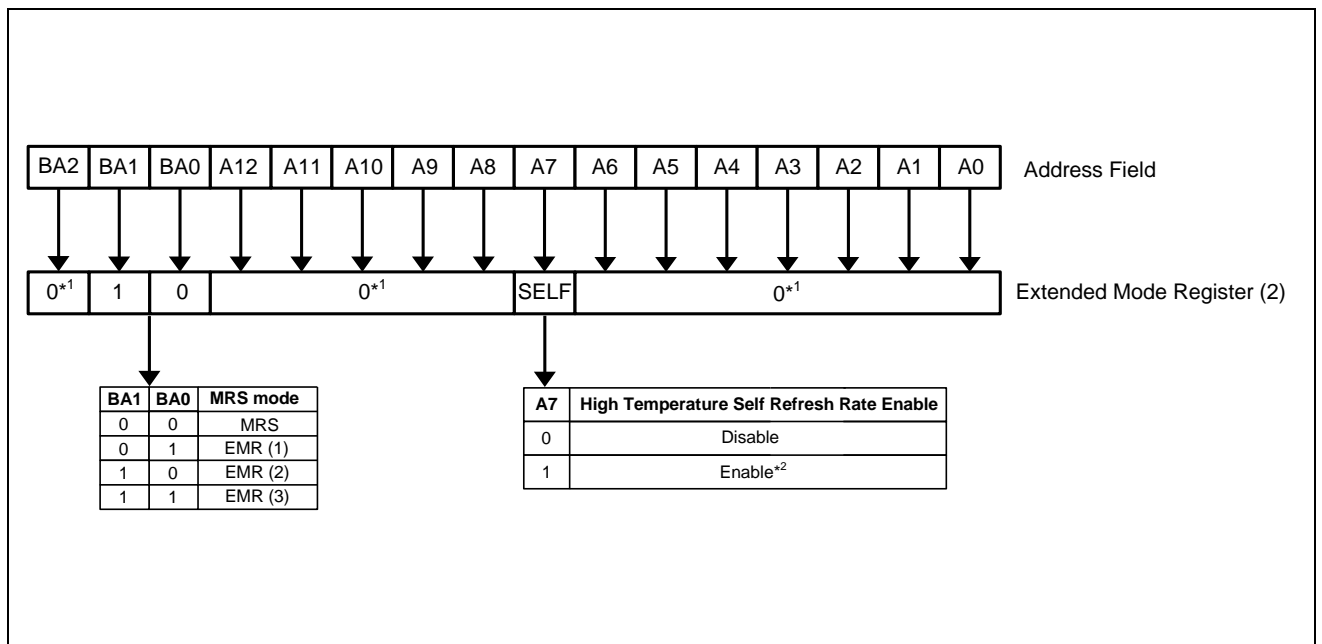 BA2 BA1 BA0 A12 A11 A10 A9 A8 A7 A6 A5 A4 A3 A2 A1 A0 Address Field
0*1 1 0 0*1 SELF 0*1 Extended Mode Register (2)
BA1 BA0 MRS mode
0 0 MRS
0 1 EMR (1)
1 0 EMR (2)
1 1 EMR (3)
A7 High Temperature Self Refresh Rate Enable
0 Disable
1 Enable*2